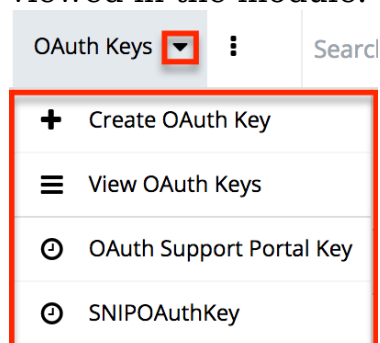 viewed in the module.
OAuth Keys Search
Create OAuth Key
View OAuth Keys
OAuth Support Portal Key
SNIPOAuthKey